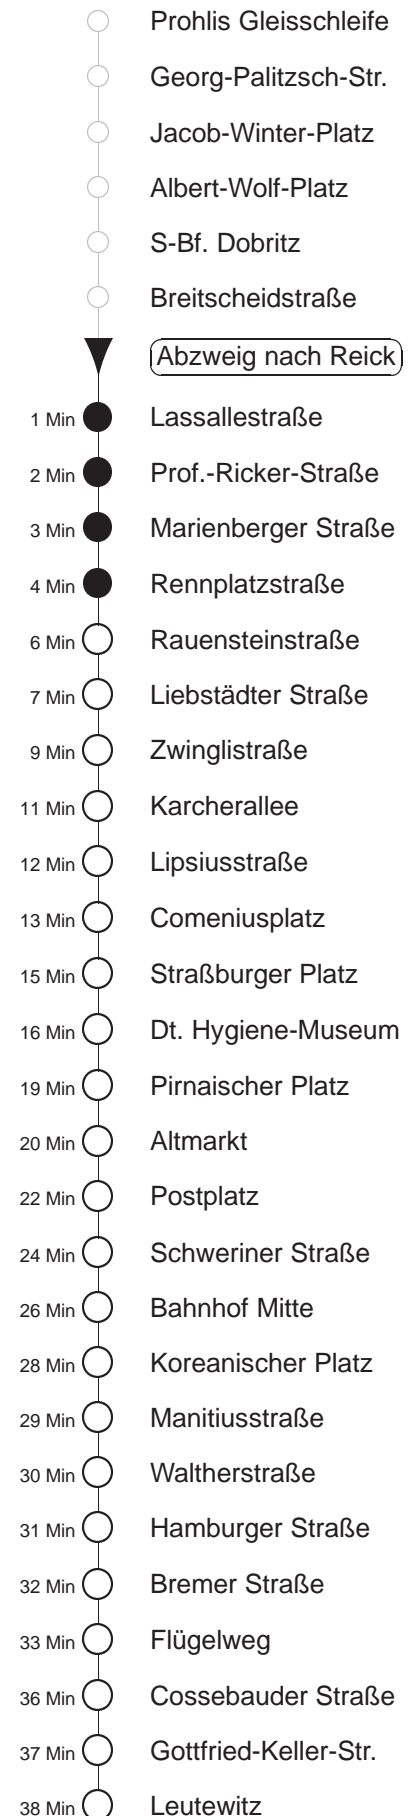 Prohlis Gleisschleife
Georg-Palitzsch-Str.
Jacob-Winter-Platz
Albert-Wolf-Platz
S-Bf. Dobritz
Breitscheidstraße
Abzweig nach Reick
1 Min Lassallestraße
2 Min Prof.-Ricker-Straße
3 Min Marienberger Straße
4 Min Rennplatzstraße
6 Min Rauensteinstraße
7 Min Liebstädter Straße
9 Min Zwinglistraße
11 Min Karcherallee
12 Min Lipsiusstraße
13 Min Comeniusplatz
15 Min Straßburger Platz
16 Min Dt. Hygiene-Museum
19 Min Pirnaischer Platz
20 Min Altmarkt
22 Min Postplatz
24 Min Schweriner Straße
26 Min Bahnhof Mitte
28 Min Koreanischer Platz
29 Min Manitiusstraße
30 Min Waltherstraße
31 Min Hamburger Straße
32 Min Bremer Straße
33 Min Flügelweg
36 Min Cossebauder Straße
37 Min Gottfried-Keller-Str.
38 Min Leutewitz